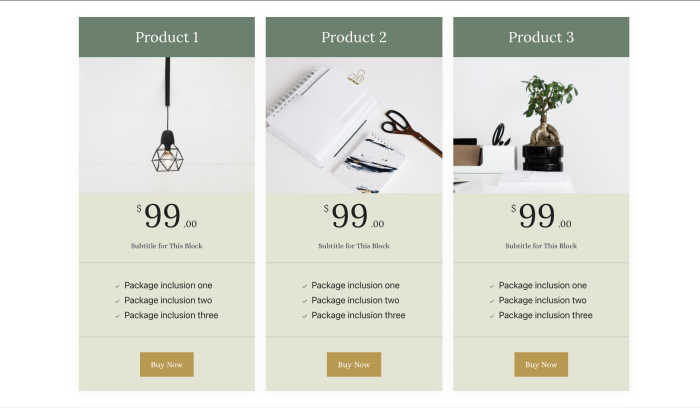 Product 1
$99.00
Subtitle for This Block
✓ Package inclusion one
✓ Package inclusion two
✓ Package inclusion three
Buy Now
Product 2
$99.00
Subtitle for This Block
✓ Package inclusion one
✓ Package inclusion two
✓ Package inclusion three
Buy Now
Product 3
$99.00
Subtitle for This Block
✓ Package inclusion one
✓ Package inclusion two
✓ Package inclusion three
Buy Now